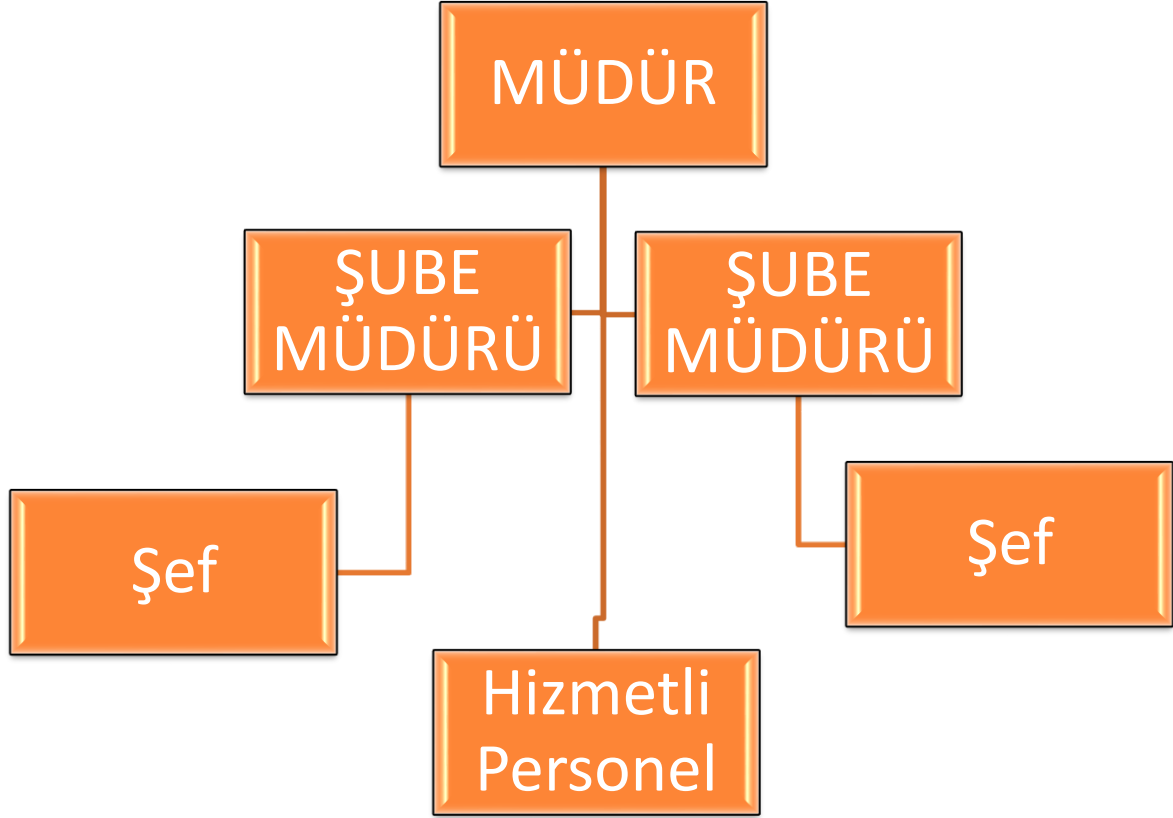 MÜDÜR
ŞUBE
MÜDÜRÜ
ŞUBE
MÜDÜRÜ
Şef
Şef
Hizmetli
Personel